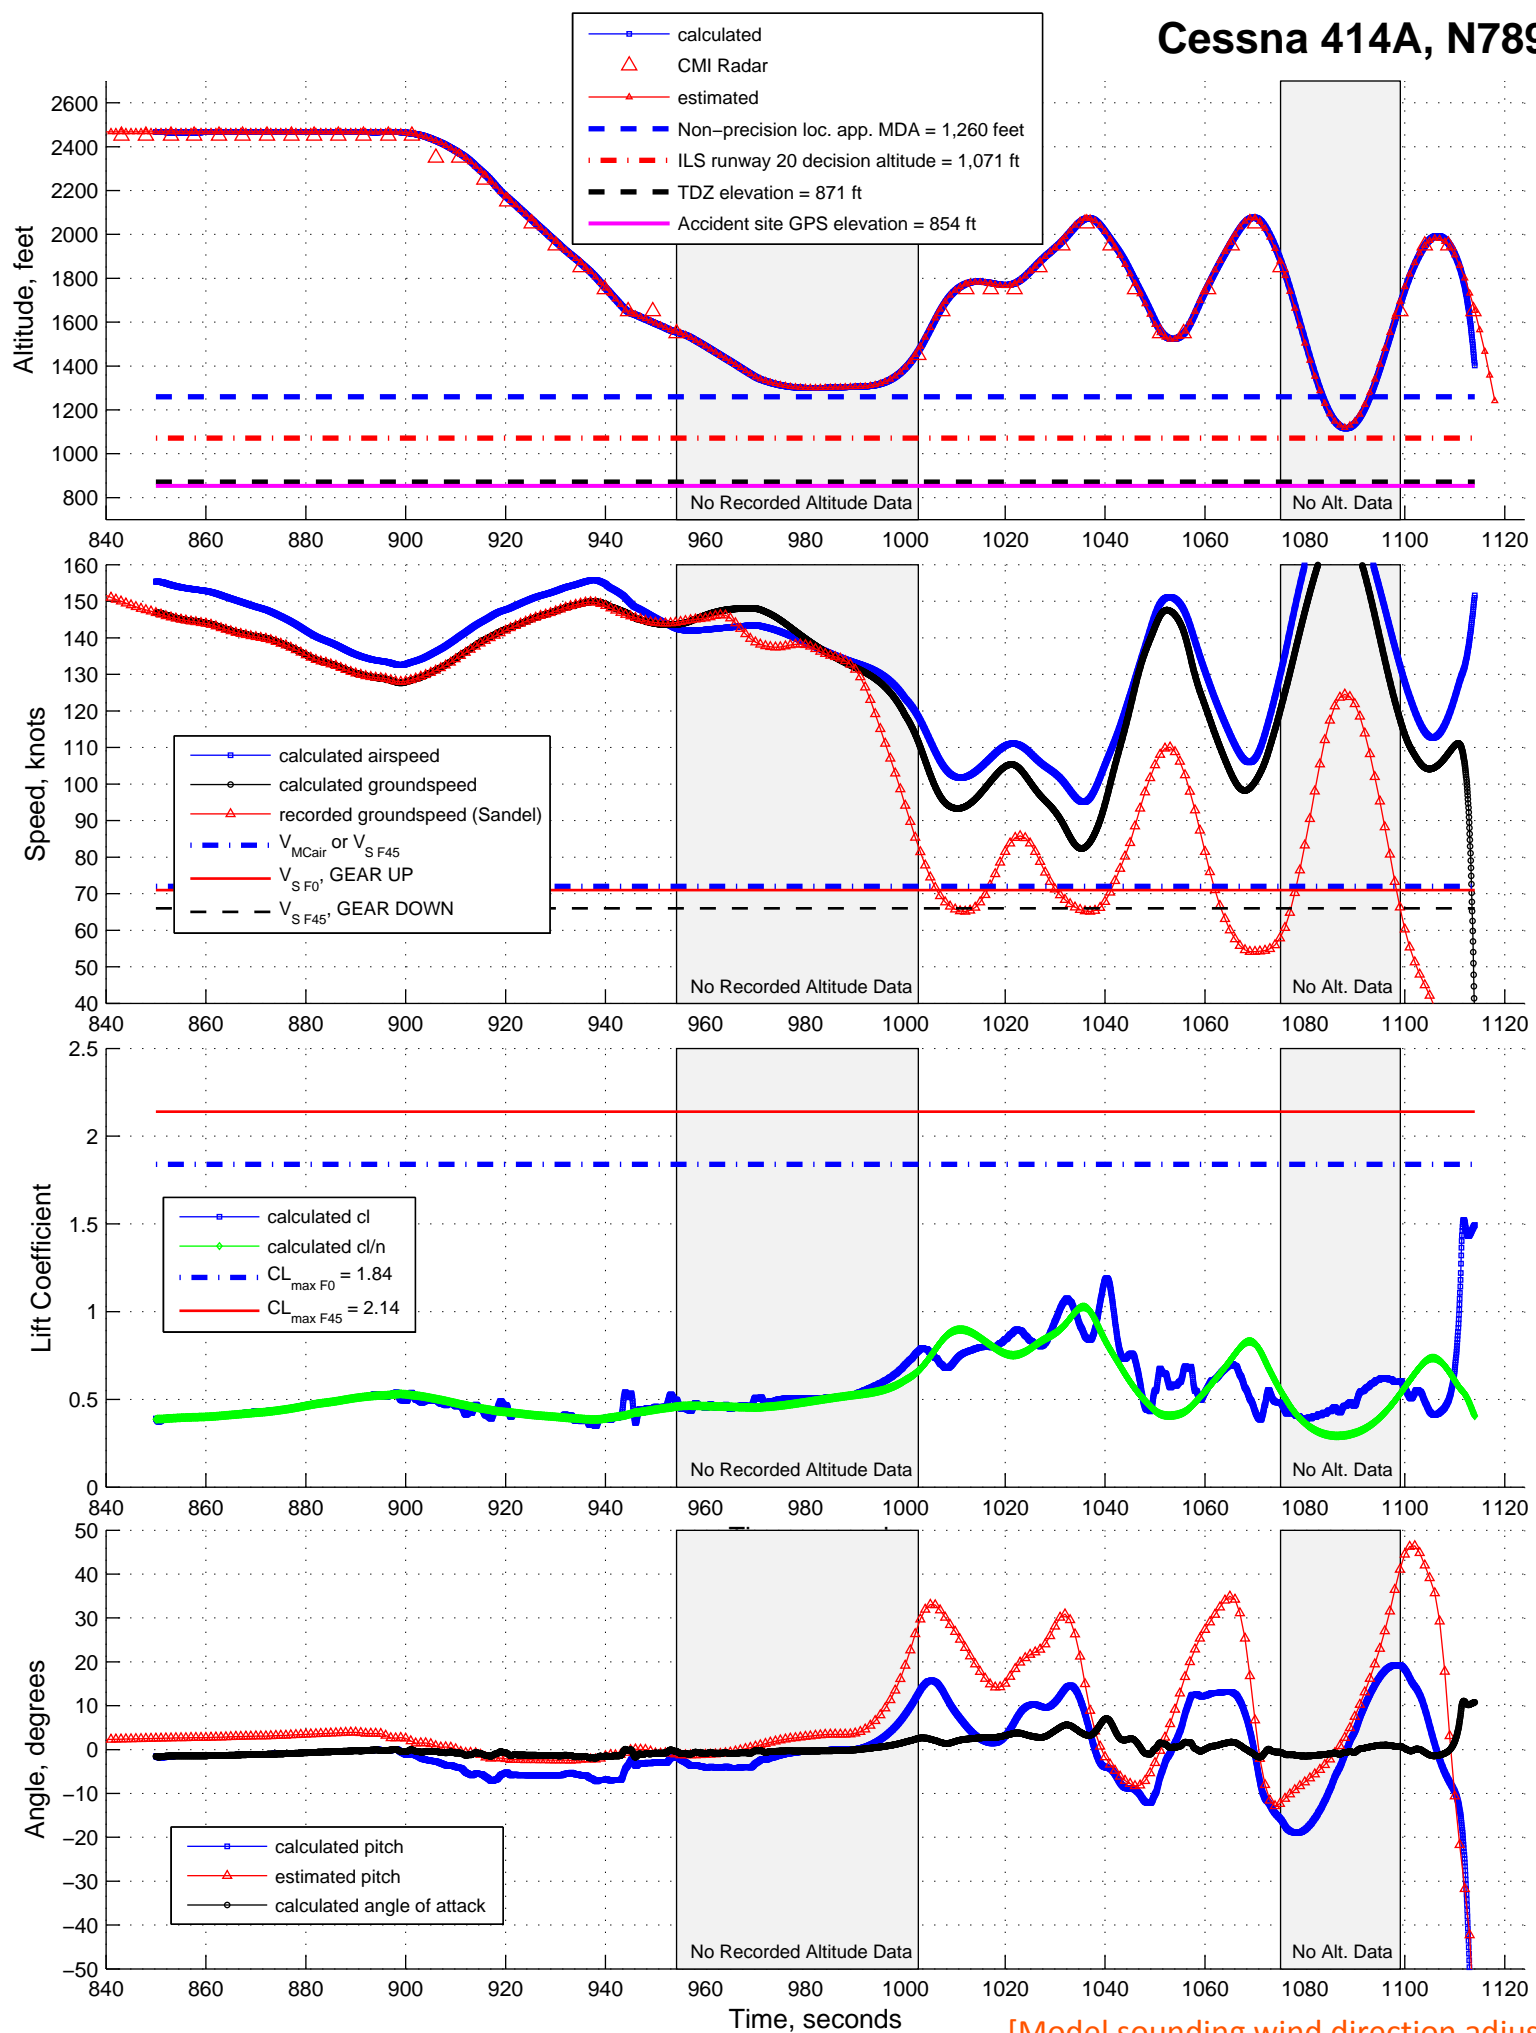 Cessna 414A, N789
calculated
CMI Radar
estimated
Non−precision loc. app. MDA = 1,260 feet
ILS runway 20 decision altitude = 1,071 ft
TDZ elevation = 871 ft
Accident site GPS elevation = 854 ft
2600
2400
2200
2000
1800
1600
1400
1200
1000
800
Altitude, feet
No Recorded Altitude Data
No Alt. Data
840 860 880 900 920 940 960 980 1000 1020 1040 1060 1080 1100 1120
160
150
140
130
120
110
100
90
80
70
60
50
40
Speed, knots
calculated airspeed
calculated groundspeed
recorded groundspeed (Sandel)
V MCair or V S F45
V S F0, GEAR UP
V S F45, GEAR DOWN
No Recorded Altitude Data
No Alt. Data
840 860 880 900 920 940 960 980 1000 1020 1040 1060 1080 1100 1120
2.5
2
1.5
1
0.5
0
Lift Coefficient
calculated cl
calculated cl/n
CL max F0 = 1.84
CL max F45 = 2.14
No Recorded Altitude Data
No Alt. Data
840 860 880 900 920 940 960 980 1000 1020 1040 1060 1080 1100 1120
50
40
30
20
10
0
−10
−20
−30
−40
−50
Angle, degrees
calculated pitch
estimated pitch
calculated angle of attack
No Recorded Altitude Data
No Alt. Data
840 860 880 900 920 940 960 980 1000 1020 1040 1060 1080 1100 1120
Time, seconds
[Model sounding wind direction adjus